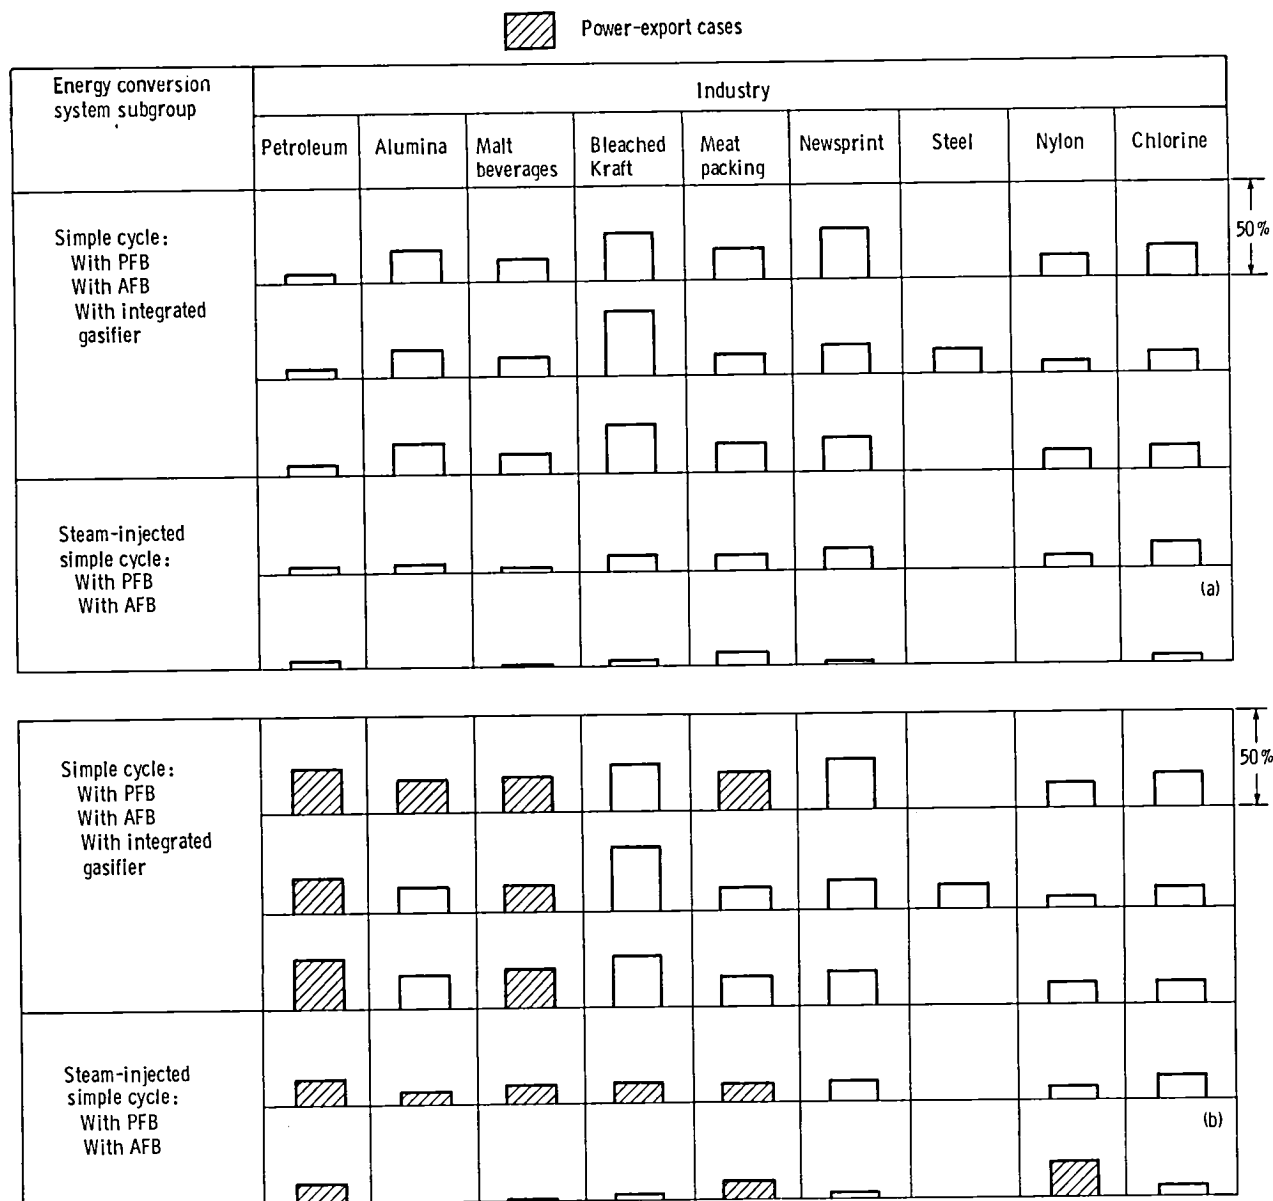 Power-export cases
Energy conversion
system subgroup
Industry
Petroleum
Alumina
Malt
beverages
Bleached
Kraft
Meat
packing
Newsprint
Steel
Nylon
Chlorine
Simple cycle:
With PFB
With AFB
With integrated
gasifier
50%
Steam-injected
simple cycle:
With PFB
With AFB
(a)
Simple cycle:
With PFB
With AFB
With integrated
gasifier
50%
Steam-injected
simple cycle:
With PFB
With AFB
(b)